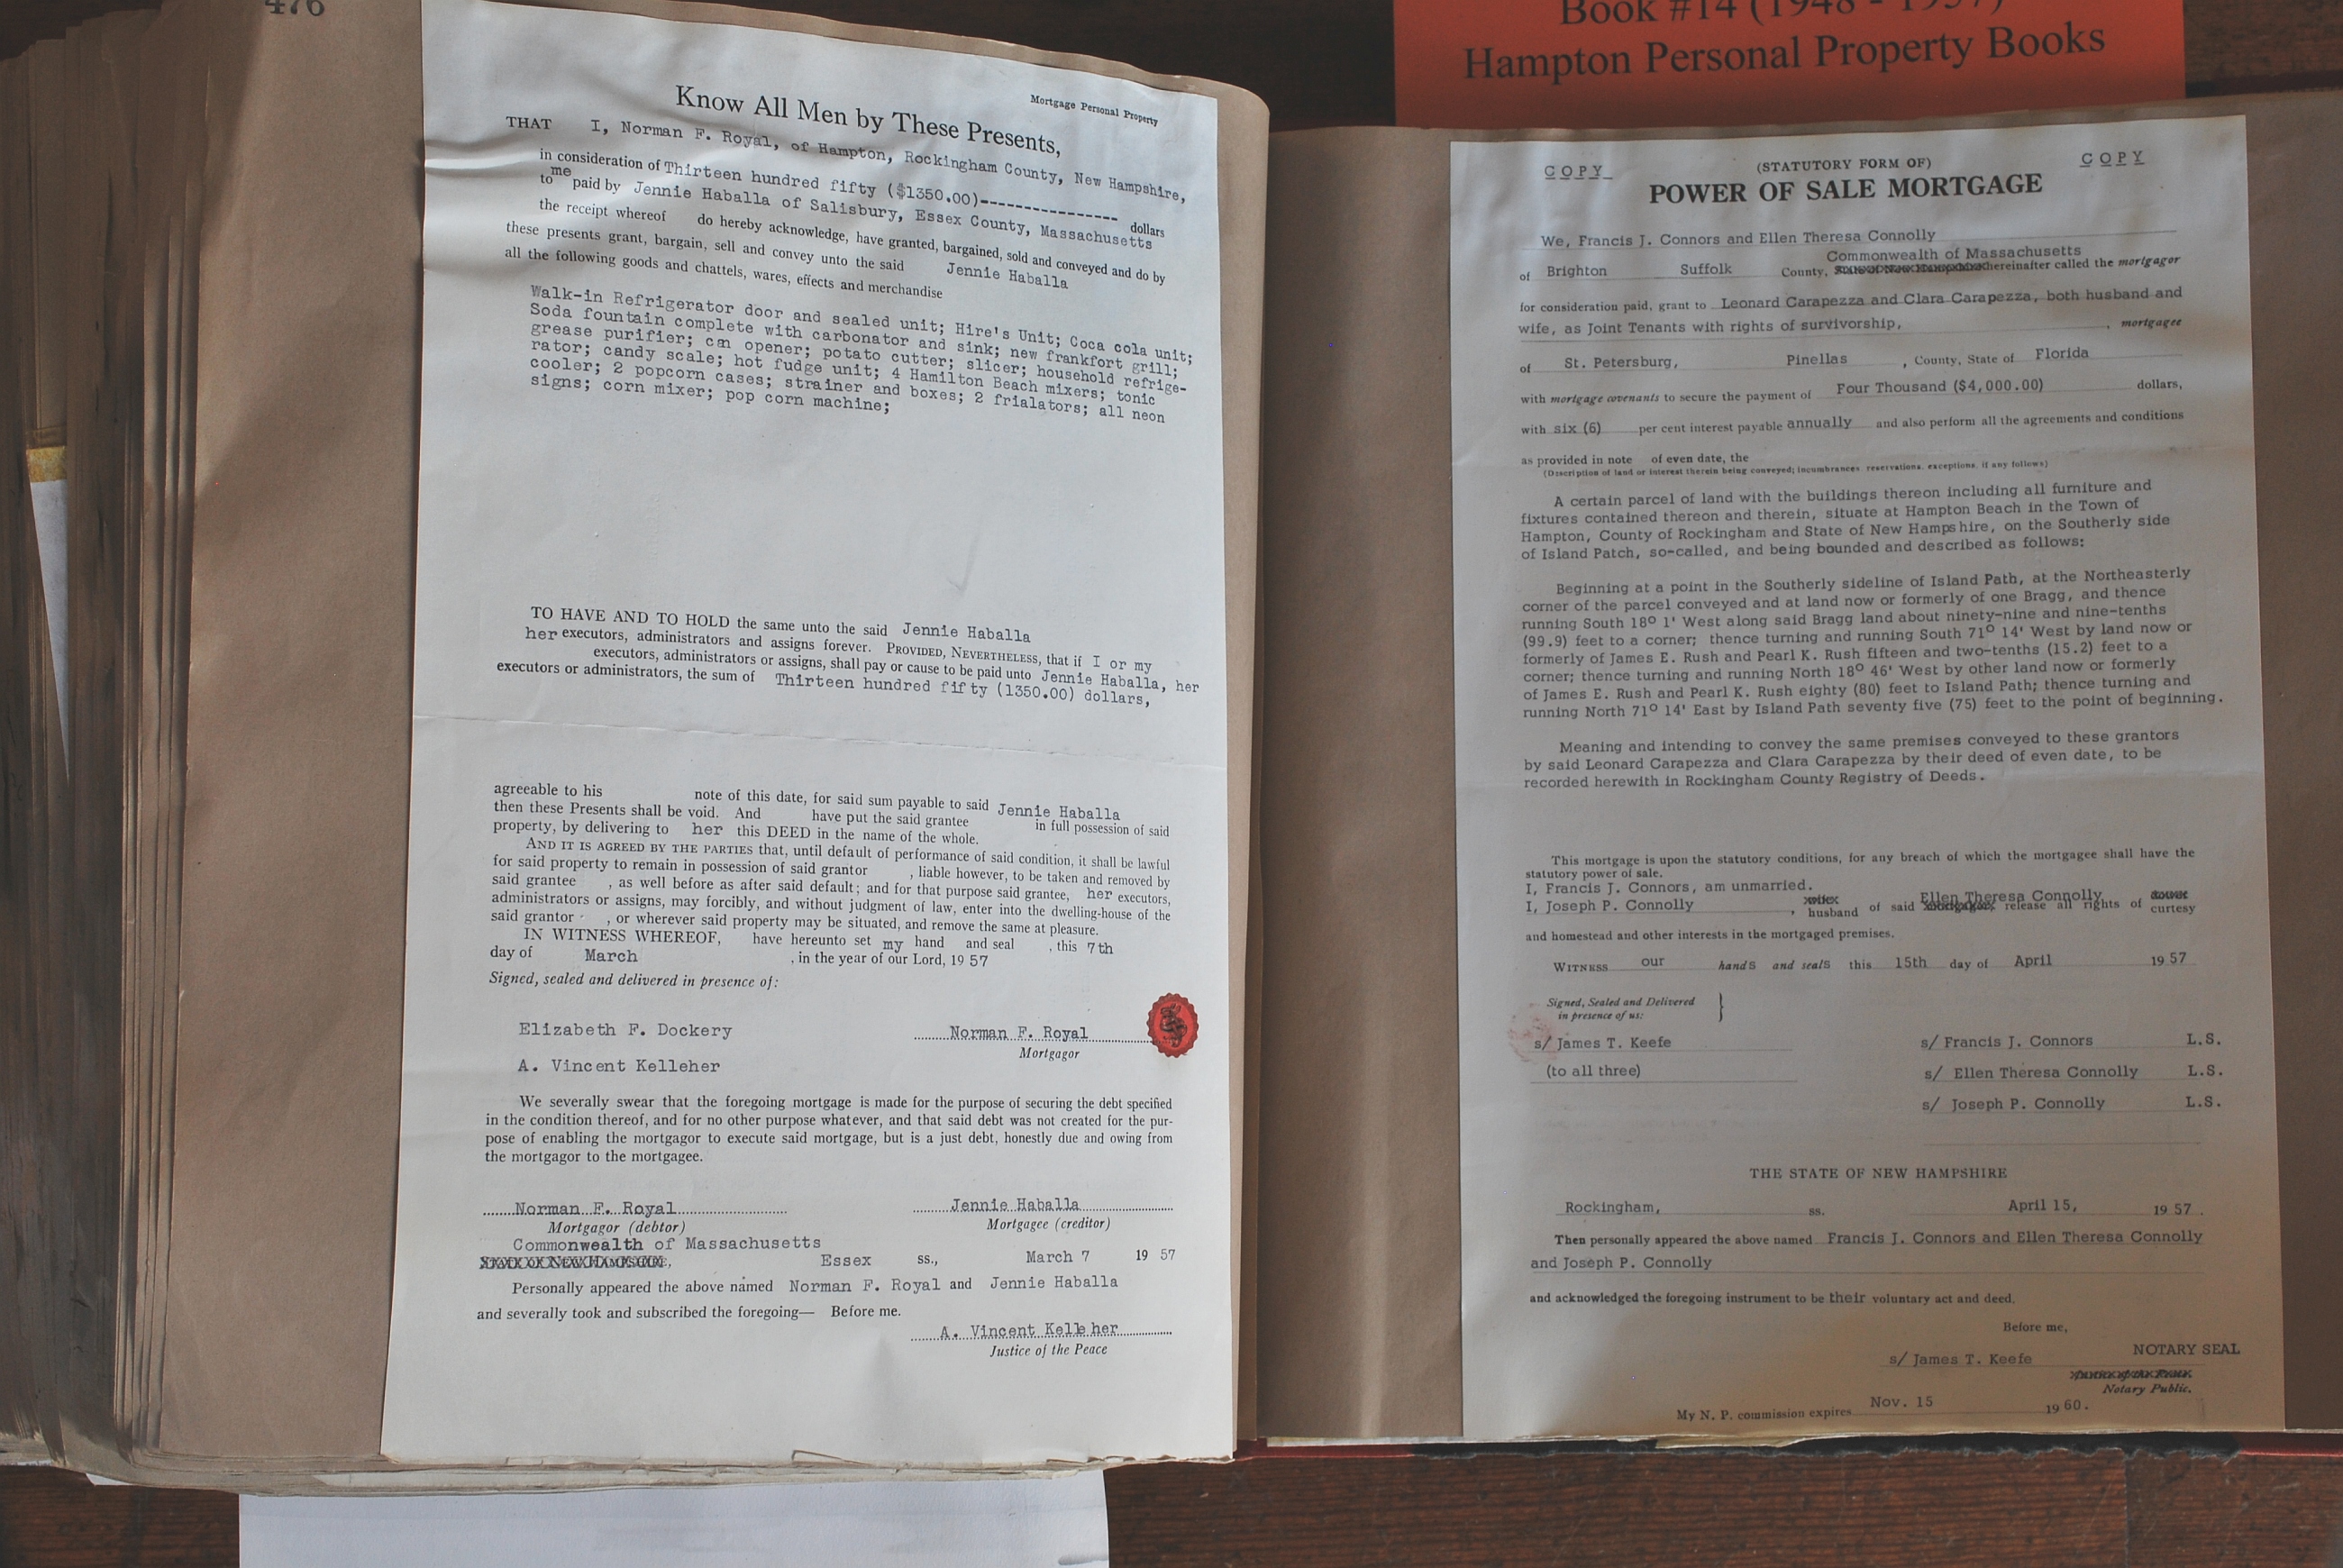 476
Mortgage Personal Property
Know All Men by These Presents,
THAT I, Norman F. Royal, of Hampton, Rockingham County, New Hampshire,
in consideration of Thirteen hundred fifty ($1350.00)---------------- dollars
to me paid by Jennie Haballa of Salisbury, Essex County, Massachusetts
the receipt whereof do hereby acknowledge, have granted, bargained, sold and conveyed and do by
these presents grant, bargain, sell and convey unto the said Jennie Haballa
all the following goods and chattels, wares, effects and merchandise
Walk-in Refrigerator door and sealed unit; Hire's Unit; Coca cola unit;
Soda fountain complete with carbonator and sink; new frankfort grill;
grease purifier; can opener; potato cutter; slicer; household refrige-
rator; candy scale; hot fudge unit; 4 Hamilton Beach mixers; tonic
cooler; 2 popcorn cases; strainer and boxes; 2 frialators; all neon
signs; corn mixer; pop corn machine;
TO HAVE AND TO HOLD the same unto the said Jennie Haballa
her executors, administrators and assigns forever. PROVIDED, NEVERTHELESS, that if I or my
executors, administrators or assigns, shall pay or cause to be paid unto Jennie Haballa, her
executors or administrators, the sum of Thirteen hundred fifty (1350.00) dollars,
agreeable to his note of this date, for said sum payable to said Jennie Haballa
then these Presents shall be void. And have put the said grantee in full possession of said
property, by delivering to her this DEED in the name of the whole.
AND IT IS AGREED BY THE PARTIES that, until default of performance of said condition, it shall be lawful
for said property to remain in possession of said grantor , liable however, to be taken and removed by
said grantee , as well before as after said default; and for that purpose said grantee, her executors,
administrators or assigns, may forcibly, and without judgment of law, enter into the dwelling-house of the
said grantor , or wherever said property may be situated, and remove the same at pleasure.
IN WITNESS WHEREOF, have hereunto set my hand and seal , this 7th
day of March , in the year of our Lord, 19 57
Signed, sealed and delivered in presence of:
Elizabeth F. Dockery Norman F. Royal
Mortgagor
A. Vincent Kelleher
We severally swear that the foregoing mortgage is made for the purpose of securing the debt specified
in the condition thereof, and for no other purpose whatever, and that said debt was not created for the pur-
pose of enabling the mortgagor to execute said mortgage, but is a just debt, honestly due and owing from
the mortgagor to the mortgagee.
Norman F. Royal Jennie Haballa
Mortgagor (debtor) Mortgagee (creditor)
Commonwealth of Massachusetts
STATE OF NEW HAMPSHIRE, Essex ss., March 7 19 57
Personally appeared the above named Norman F. Royal and Jennie Haballa
and severally took and subscribed the foregoing— Before me.
A. Vincent Kelleher
Justice of the Peace
Book #14 (1948 - 1957)
Hampton Personal Property Books
COPY (STATUTORY FORM OF) COPY
POWER OF SALE MORTGAGE
We, Francis J. Connors and Ellen Theresa Connolly
Commonwealth of Massachusetts
of Brighton Suffolk County, hereinafter called the mortgagor
for consideration paid, grant to Leonard Carapezza and Clara Carapezza, both husband and
wife, as Joint Tenants with rights of survivorship, , mortgagee
of St. Petersburg, Pinellas , County, State of Florida
with mortgage covenants to secure the payment of Four Thousand ($4,000.00) dollars,
with six (6) per cent interest payable annually and also perform all the agreements and conditions
as provided in note of even date, the
(Description of land or interest therein being conveyed; incumbrances, reservations, exceptions, if any follows)
A certain parcel of land with the buildings thereon including all furniture and
fixtures contained thereon and therein, situate at Hampton Beach in the Town of
Hampton, County of Rockingham and State of New Hampshire, on the Southerly side
of Island Patch, so-called, and being bounded and described as follows:
Beginning at a point in the Southerly sideline of Island Path, at the Northeasterly
corner of the parcel conveyed and at land now or formerly of one Bragg, and thence
running South 18° 1' West along said Bragg land about ninety-nine and nine-tenths
(99.9) feet to a corner; thence turning and running South 71° 14' West by land now or
formerly of James E. Rush and Pearl K. Rush fifteen and two-tenths (15.2) feet to a
corner; thence turning and running North 18° 46' West by other land now or formerly
of James E. Rush and Pearl K. Rush eighty (80) feet to Island Path; thence turning and
running North 71° 14' East by Island Path seventy five (75) feet to the point of beginning.
Meaning and intending to convey the same premises conveyed to these grantors
by said Leonard Carapezza and Clara Carapezza by their deed of even date, to be
recorded herewith in Rockingham County Registry of Deeds.
This mortgage is upon the statutory conditions, for any breach of which the mortgagee shall have the
statutory power of sale.
I, Francis J. Connors, am unmarried.
I, Joseph P. Connolly , wife husband of said Ellen Theresa Connolly mortgagor, release all rights of dower curtesy
and homestead and other interests in the mortgaged premises.
WITNESS our hands and seals this 15th day of April 19 57
Signed, Sealed and Delivered
in presence of us:
s/ James T. Keefe s/ Francis J. Connors L.S.
(to all three) s/ Ellen Theresa Connolly L.S.
s/ Joseph P. Connolly L.S.
THE STATE OF NEW HAMPSHIRE
Rockingham, ss. April 15, 19 57.
Then personally appeared the above named Francis J. Connors and Ellen Theresa Connolly
and Joseph P. Connolly
and acknowledged the foregoing instrument to be their voluntary act and deed.
Before me,
s/ James T. Keefe NOTARY SEAL
Notary Public.
My N. P. commission expires Nov. 15 19 60.